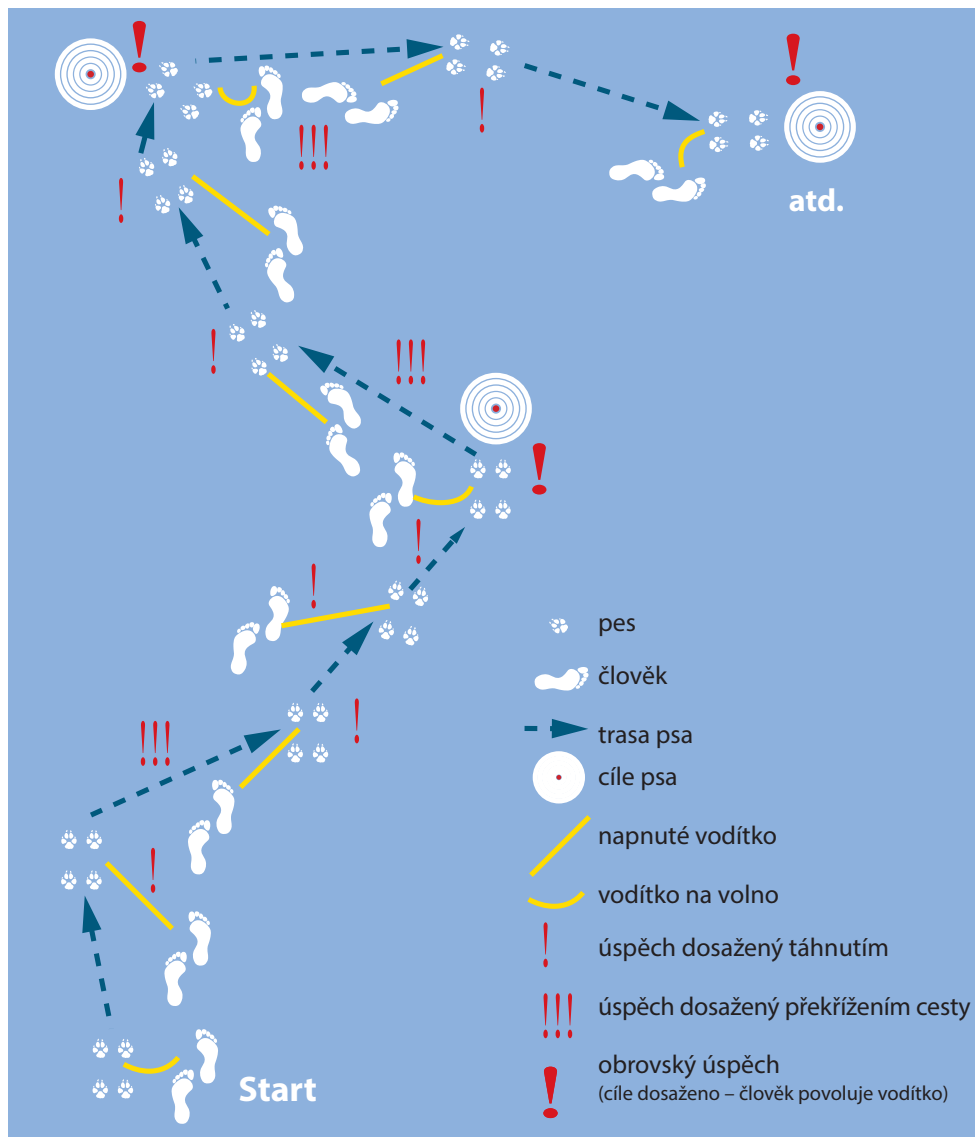 atd.
pes
člověk
trasa psa
cíle psa
napnuté vodítko
vodítko na volno
úspěch dosažený táhnutím
úspěch dosažený překřížením cesty
obrovský úspěch
(cíle dosaženo – člověk povoluje vodítko)
Start